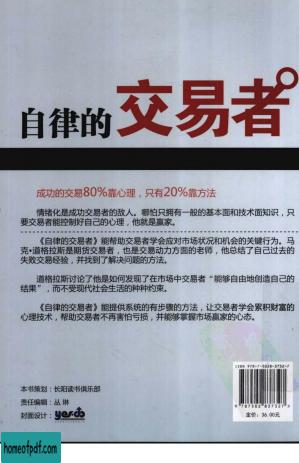 自律的交易者
成功的交易80%靠心理，只有20%靠方法
情绪化是成功交易者的敌人。哪怕只拥有一般的基本面和技术面知识，只
要交易者能控制好自己的心理，他就是赢家。
《自律的交易者》能帮助交易者学会应对市场状况和机会的关键行为。马
克·道格拉斯是期货交易者，也是交易动力方面的老师，他总结了自己过去的
失败交易经验，并找到了解决问题的方法。
道格拉斯讨论了他是如何发现了在市场中交易者“能够自由地创造自己的
结果”，而不受现代社会生活的种种约束。
《自律的交易者》能提供系统的有步骤的方法，让交易者学会累积财富的
心理技术，帮助交易者不再害怕亏损，并能够掌握市场赢家的心态。
本书策划：长阳读书俱乐部
责任编辑：丛琳
封面设计：
定价：36.00元
homeofpdf.com
homeofpdf.com